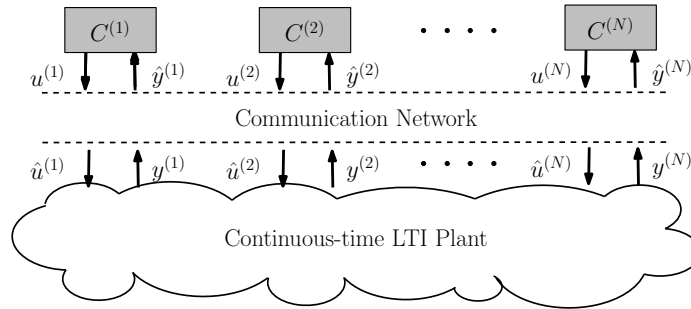 C^{(1)} C^{(2)} C^{(N)}
u^{(1)} ŷ^{(1)} u^{(2)} ŷ^{(2)} u^{(N)} ŷ^{(N)}
Communication Network
û^{(1)} y^{(1)} û^{(2)} y^{(2)} û^{(N)} y^{(N)}
Continuous-time LTI Plant